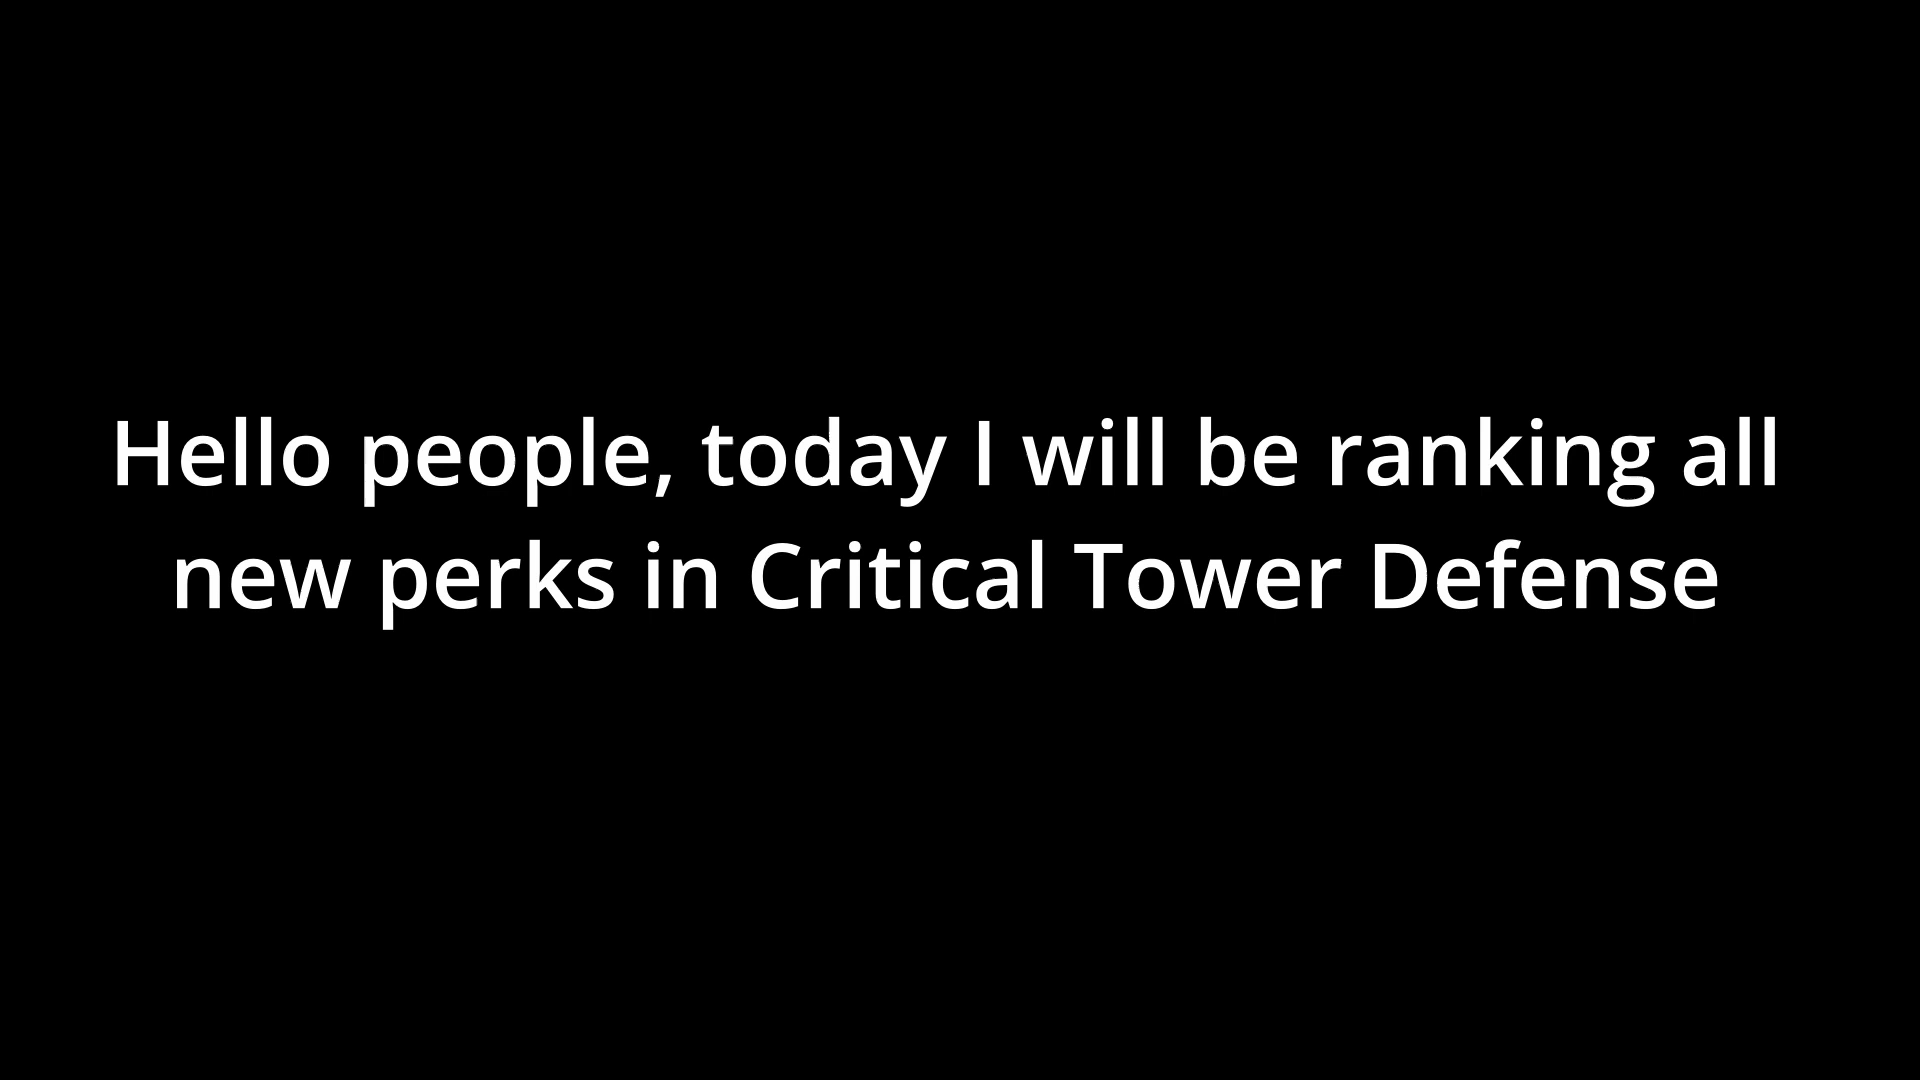 Hello people, today I will be ranking all
new perks in Critical Tower Defense